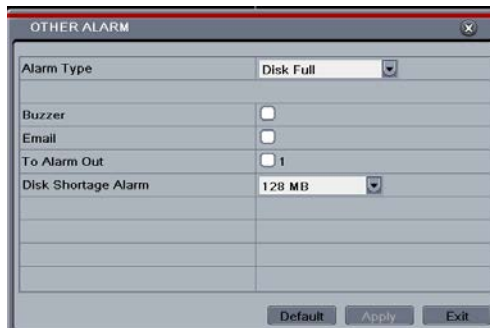 OTHER ALARM
Alarm Type Disk Full
Buzzer
Email
To Alarm Out 1
Disk Shortage Alarm 128 MB
Default Apply Exit